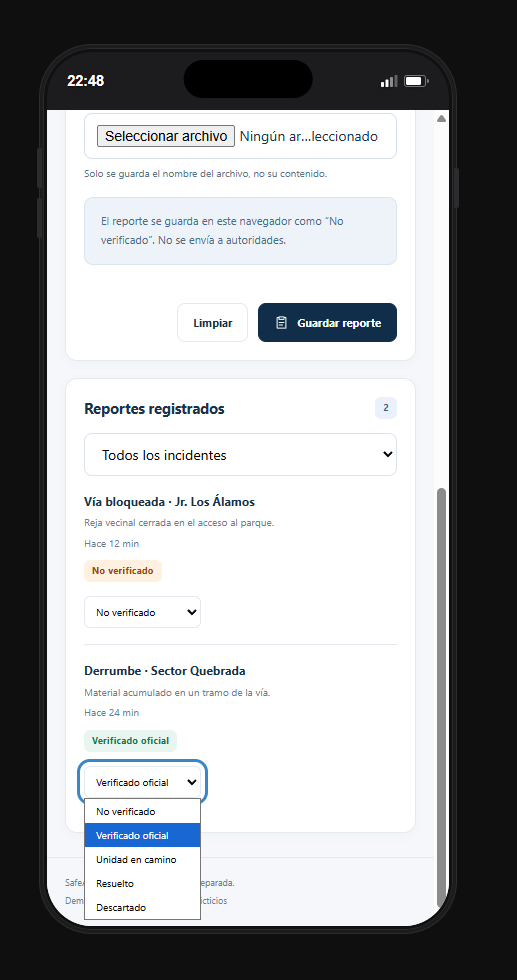 22:48
Seleccionar archivo Ningún ar...leccionado
Solo se guarda el nombre del archivo, no su contenido.
El reporte se guarda en este navegador como “No
verificado”. No se envía a autoridades.
Limpiar
Guardar reporte
Reportes registrados
2
Todos los incidentes
Vía bloqueada · Jr. Los Álamos
Reja vecinal cerrada en el acceso al parque.
Hace 12 min
No verificado
No verificado
Derrumbe · Sector Quebrada
Material acumulado en un tramo de la vía.
Hace 24 min
Verificado oficial
Verificado oficial
No verificado
Verificado oficial
Unidad en camino
Resuelto
Descartado